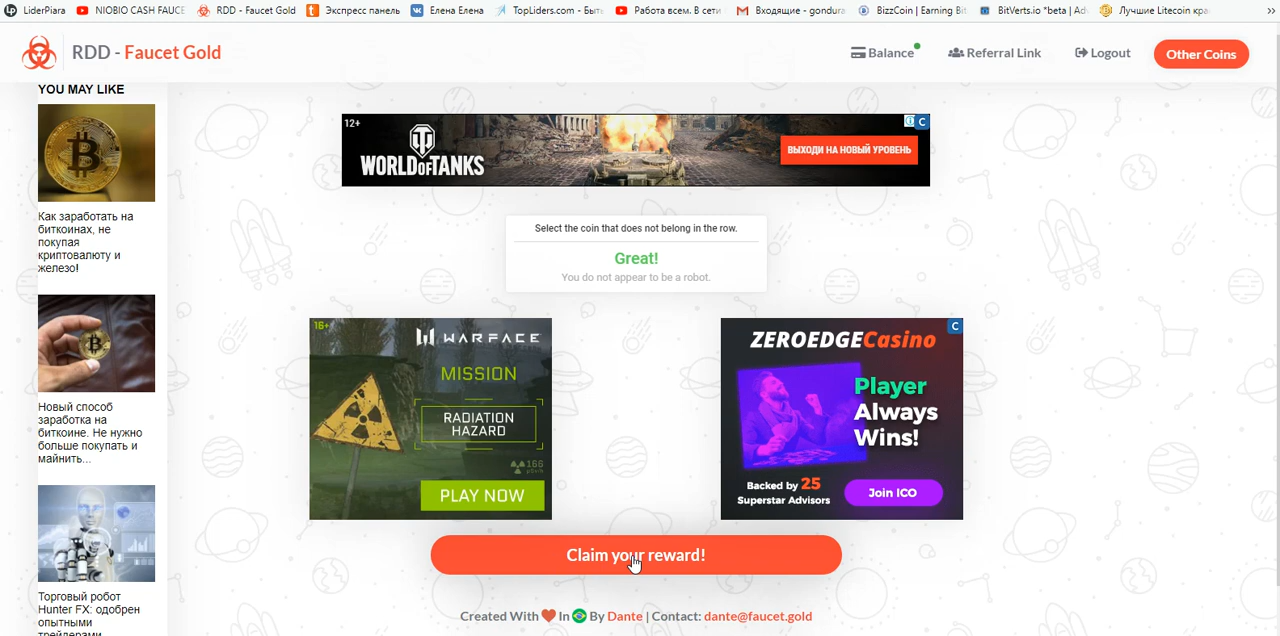 LiderPiara
NIOBIO CASH FAUCE
RDD - Faucet Gold
Экспресс панель
Елена Елена
TopLiders.com - Быть
Работа всем. В сети
Входящие - gondura
BizzCoin | Earning Bit
BitVerts.io *beta | Ad
Лучшие Litecoin кра
»
RDD - Faucet Gold
Balance
Referral Link
Logout
Other Coins
YOU MAY LIKE
Как заработать на
биткоинах, не
покупая
криптовалюту и
железо!
Новый способ
заработка на
биткоине. Не нужно
больше покупать и
майнить...
Торговый робот
Hunter FX: одобрен
опытными
трейдерами
12+
WORLD OF TANKS
ВЫХОДИ НА НОВЫЙ УРОВЕНЬ
C
Select the coin that does not belong in the row.
Great!
You do not appear to be a robot.
16+
WARFACE
MISSION
RADIATION
HAZARD
166
PLAY NOW
C
ZEROEDGECasino
Player
Always
Wins!
Backed by 25
Superstar Advisors
Join ICO
Claim your reward!
Created With In By Dante | Contact: dante@faucet.gold